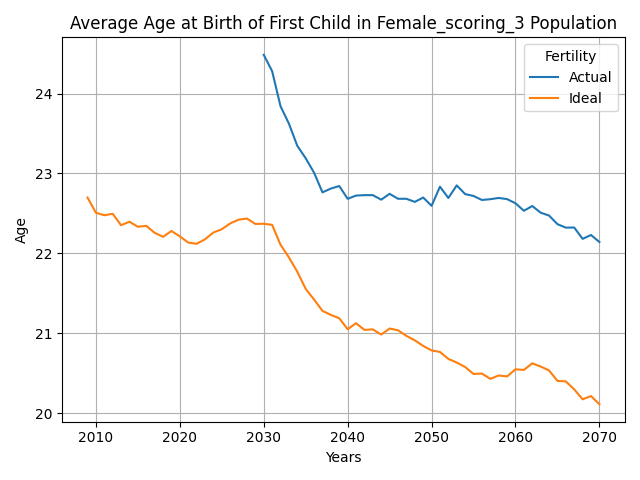 Average Age at Birth of First Child in Female_scoring_3 Population
Fertility
Actual
Ideal
Age
24
23
22
21
20
2010 2020 2030 2040 2050 2060 2070
Years